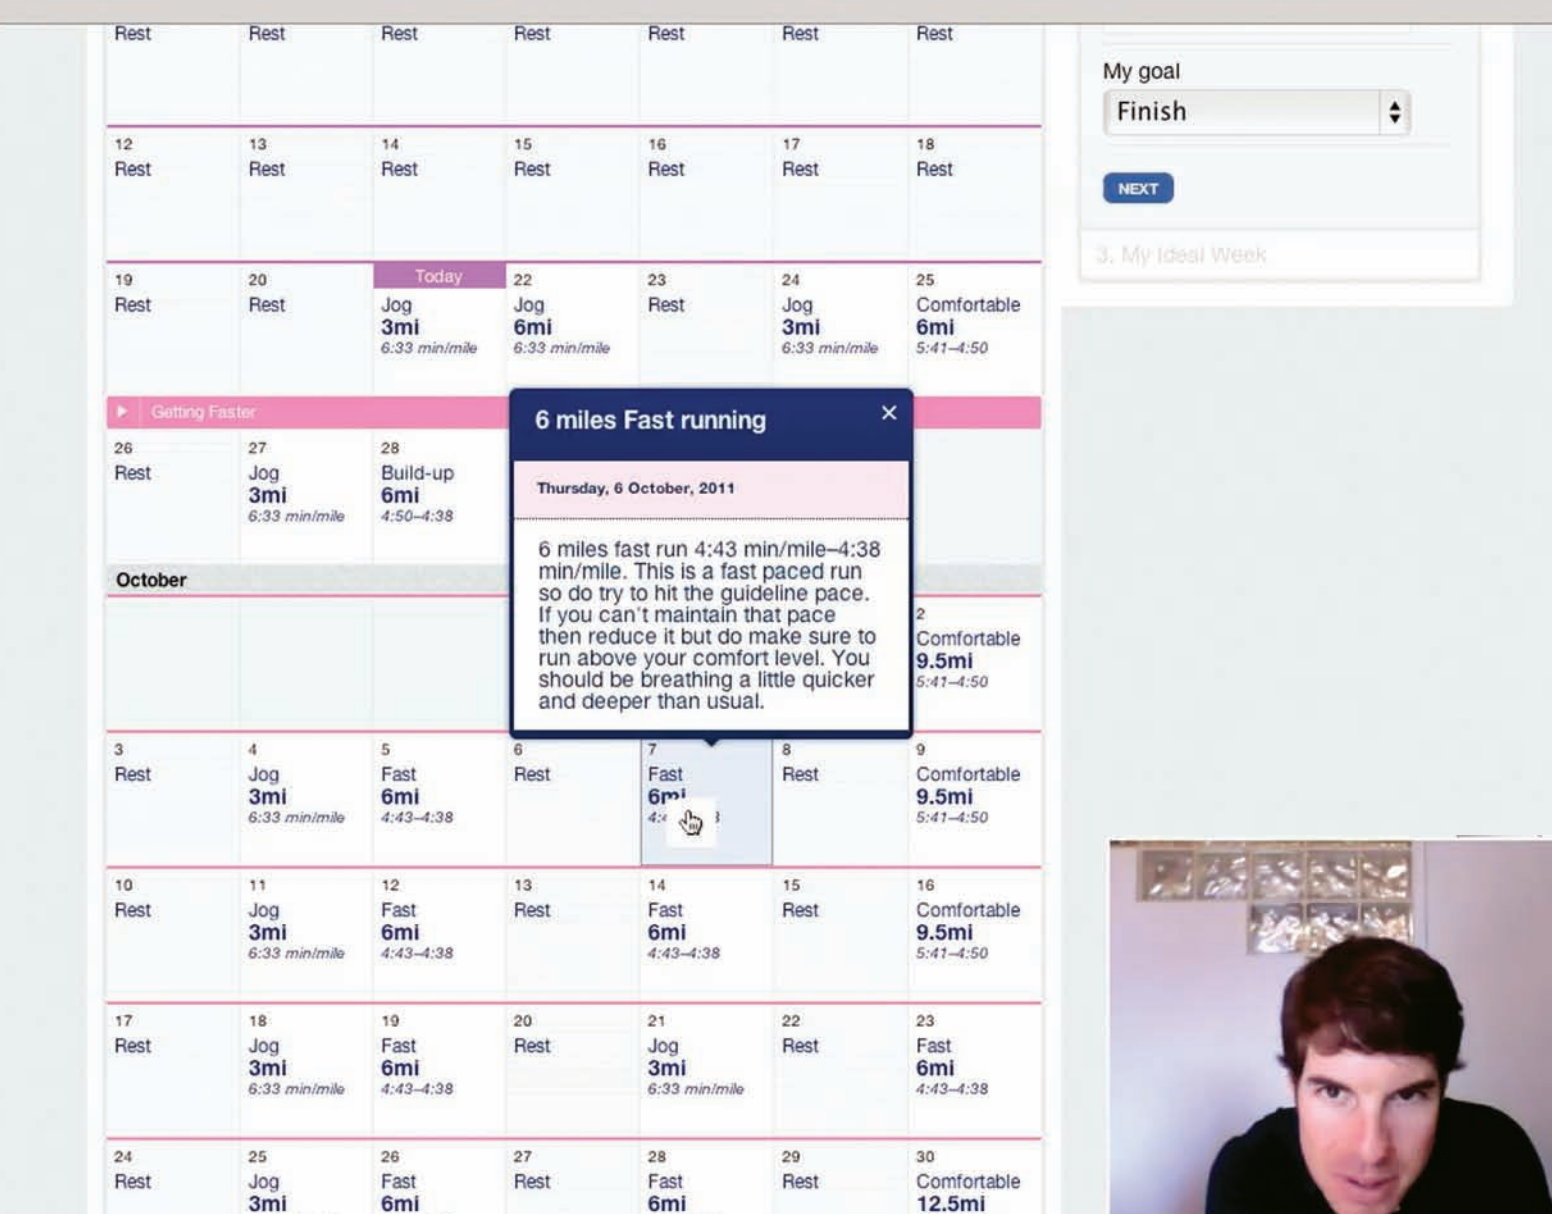 Rest Rest Rest Rest Rest Rest Rest
My goal
Finish
NEXT
3. My Ideal Week
12 13 14 15 16 17 18
Rest Rest Rest Rest Rest Rest Rest
19 20 Today 22 23 24 25
Rest Rest Jog Jog Rest Jog Comfortable
3mi 6mi 3mi 6mi
6:33 min/mile 6:33 min/mile 6:33 min/mile 5:41–4:50
Getting Faster
26 27 28
Rest Jog Build-up
3mi 6mi
6:33 min/mile 4:50–4:38
6 miles Fast running
Thursday, 6 October, 2011
6 miles fast run 4:43 min/mile–4:38
min/mile. This is a fast paced run
so do try to hit the guideline pace.
If you can't maintain that pace
then reduce it but do make sure to
run above your comfort level. You
should be breathing a little quicker
and deeper than usual.
October
2
Comfortable
9.5mi
5:41–4:50
3 4 5 6 7 8 9
Rest Jog Fast Rest Fast Rest Comfortable
3mi 6mi 6mi 9.5mi
6:33 min/mile 4:43–4:38 5:41–4:50
10 11 12 13 14 15 16
Rest Jog Fast Rest Fast Rest Comfortable
3mi 6mi 6mi 9.5mi
6:33 min/mile 4:43–4:38 4:43–4:38 5:41–4:50
17 18 19 20 21 22 23
Rest Jog Fast Rest Jog Rest Fast
3mi 6mi 3mi 6mi
6:33 min/mile 4:43–4:38 6:33 min/mile 4:43–4:38
24 25 26 27 28 29 30
Rest Jog Fast Rest Fast Rest Comfortable
3mi 6mi 6mi 12.5mi